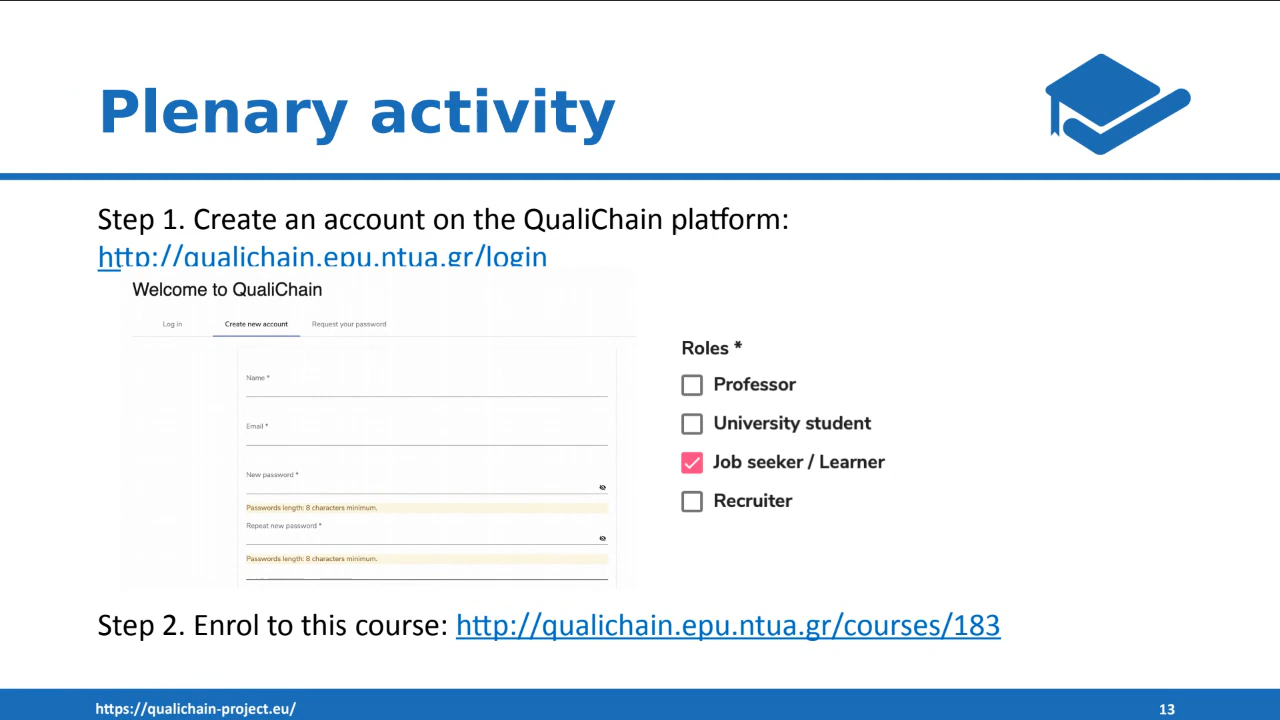 Plenary activity
Step 1. Create an account on the QualiChain platform:
http://qualichain.epu.ntua.gr/login
Welcome to QualiChain
Log in Create new account Request your password
Name *
Email *
New password *
Passwords length: 8 characters minimum.
Repeat new password *
Passwords length: 8 characters minimum.
Roles *
Professor
University student
Job seeker / Learner
Recruiter
Step 2. Enrol to this course: http://qualichain.epu.ntua.gr/courses/183
https://qualichain-project.eu/
13